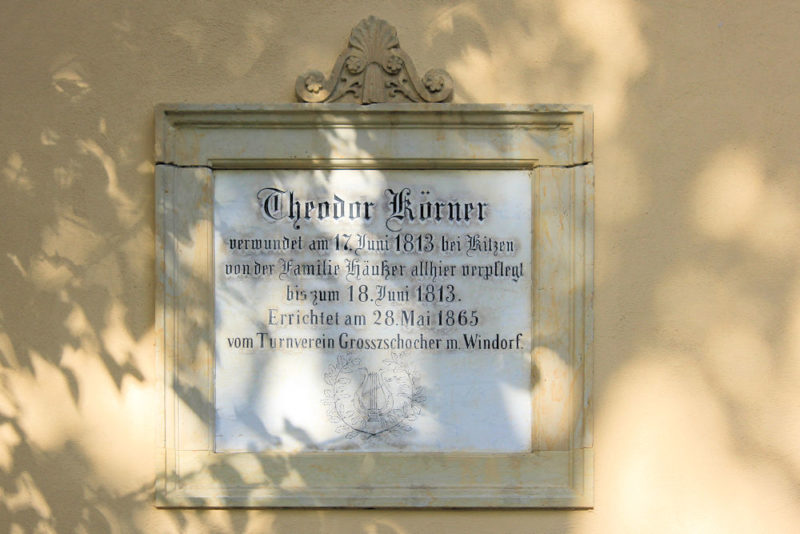 Theodor Körner
verwundet am 17. Juni 1813 bei Kitzen
von der Familie Häußer allhier verpflegt
bis zum 18. Juni 1813.
Errichtet am 28. Mai 1865
vom Turnverein Grosszschocher m. Windorf.